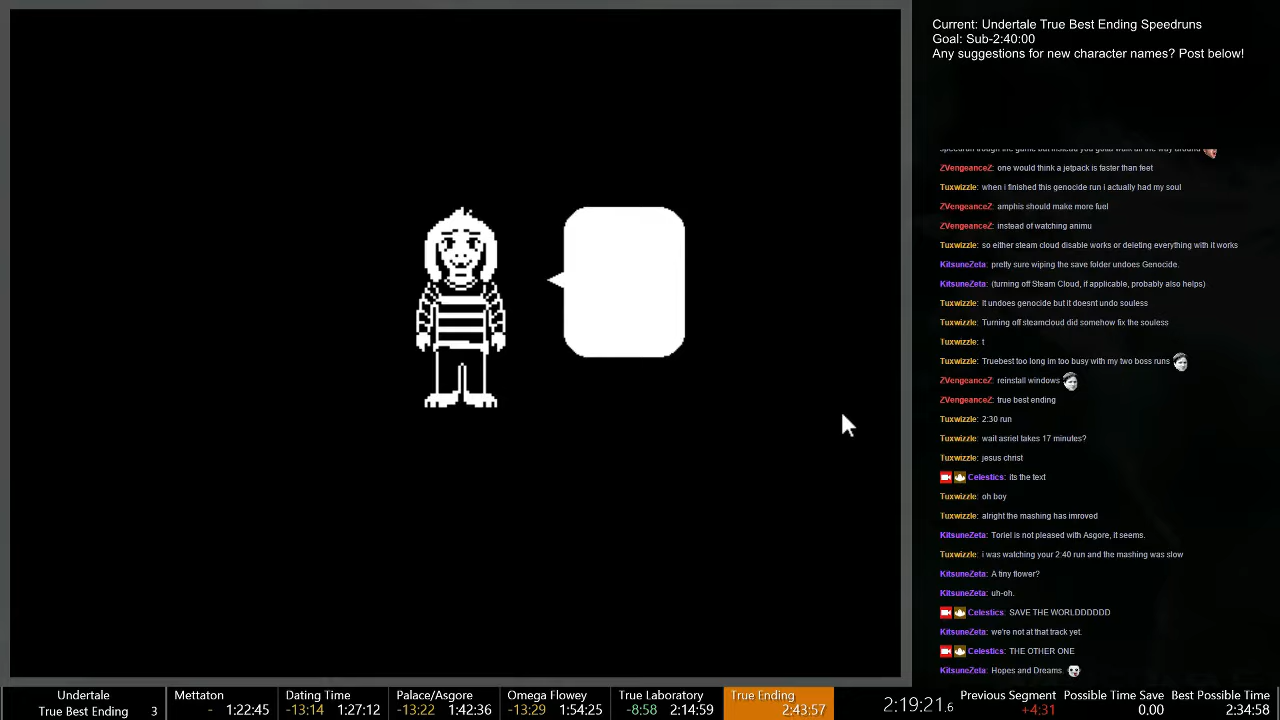 Current: Undertale True Best Ending Speedruns
Goal: Sub-2:40:00
Any suggestions for new character names? Post below!
speedrun trough the game but instead you gotta walk all the way around
ZVengeanceZ: one would think a jetpack is faster than feet
Tuxwizzle: when i finished this genocide run i actually had my soul
ZVengeanceZ: amphis should make more fuel
ZVengeanceZ: instead of watching animu
Tuxwizzle: so either steam cloud disable works or deleting everything with it works
KitsuneZeta: pretty sure wiping the save folder undoes Genocide.
KitsuneZeta: (turning off Steam Cloud, if applicable, probably also helps)
Tuxwizzle: It undoes genocide but it doesnt undo souless
Tuxwizzle: Turning off steamcloud did somehow fix the souless
Tuxwizzle: t
Tuxwizzle: Truebest too long im too busy with my two boss runs
ZVengeanceZ: reinstall windows
ZVengeanceZ: true best ending
Tuxwizzle: 2:30 run
Tuxwizzle: wait asriel takes 17 minutes?
Tuxwizzle: jesus christ
Celestics: its the text
Tuxwizzle: oh boy
Tuxwizzle: alright the mashing has imroved
KitsuneZeta: Toriel is not pleased with Asgore, it seems.
Tuxwizzle: i was watching your 2:40 run and the mashing was slow
KitsuneZeta: A tiny flower?
KitsuneZeta: uh-oh.
Celestics: SAVE THE WORLDDDDDD
KitsuneZeta: we're not at that track yet.
Celestics: THE OTHER ONE
KitsuneZeta: Hopes and Dreams.
Undertale Mettaton Dating Time Palace/Asgore Omega Flowey True Laboratory True Ending 2:19:21.6 Previous Segment Possible Time Save Best Possible Time
True Best Ending 3 - 1:22:45 -13:14 1:27:12 -13:22 1:42:36 -13:29 1:54:25 -8:58 2:14:59 2:43:57 +4:31 0.00 2:34:58